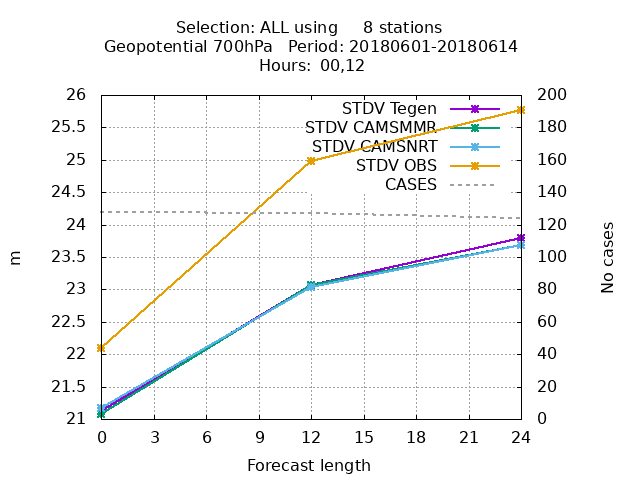 Selection: ALL using     8 stations
Geopotential 700hPa   Period: 20180601-20180614
Hours: 00,12
26 200
STDV Tegen
25.5 180
STDV CAMSMMR
STDV CAMSNRT
25 160
STDV OBS
CASES
24.5 140
24 120
23.5 100
m
No cases
23 80
22.5 60
22 40
21.5 20
21 0
0 3 6 9 12 15 18 21 24
Forecast length